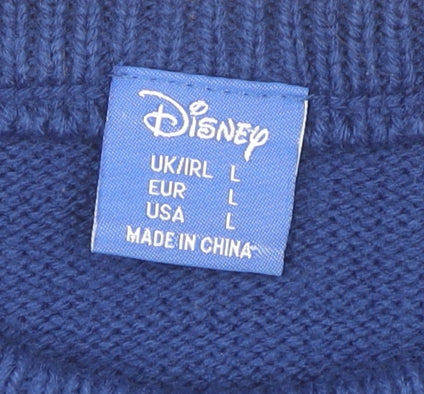 Disney
UK/IRL L
EUR L
USA L
MADE IN CHINA